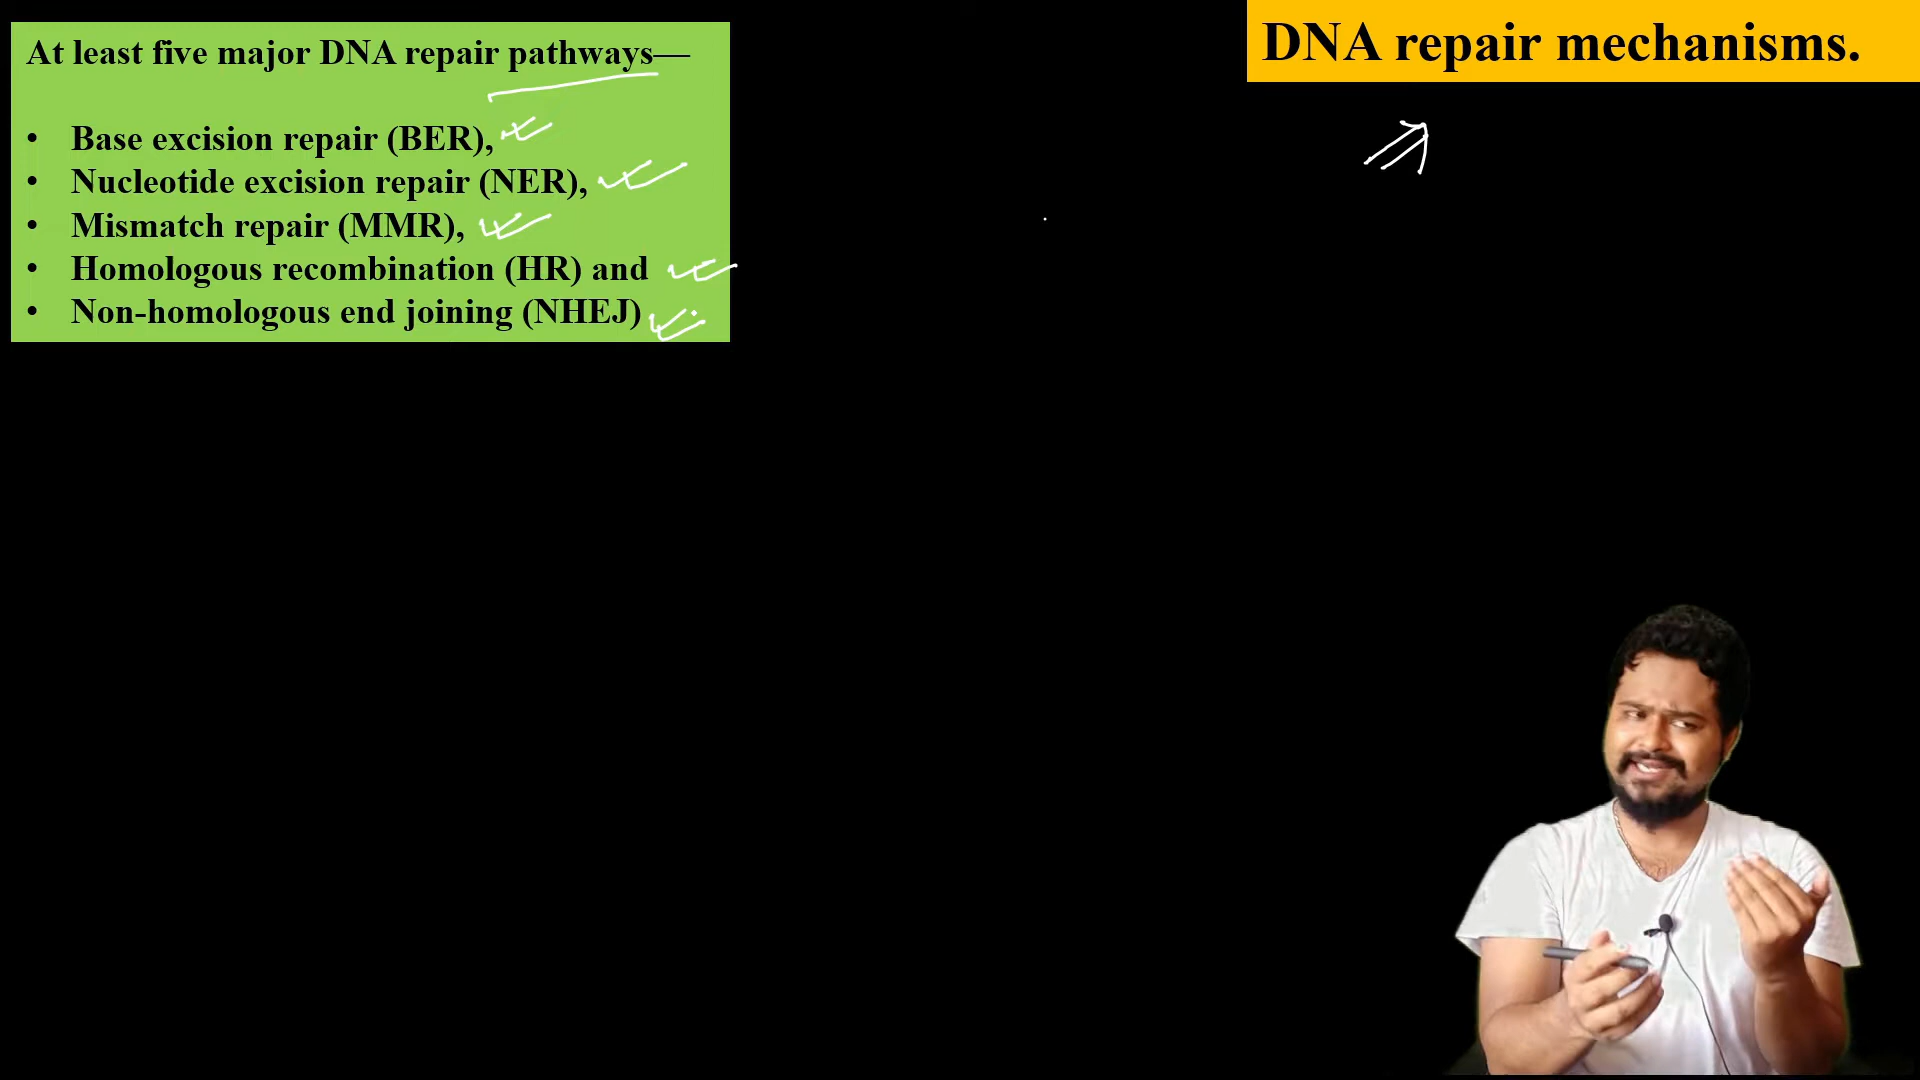 At least five major DNA repair pathways—
• Base excision repair (BER),
• Nucleotide excision repair (NER),
• Mismatch repair (MMR),
• Homologous recombination (HR) and
• Non-homologous end joining (NHEJ)
DNA repair mechanisms.